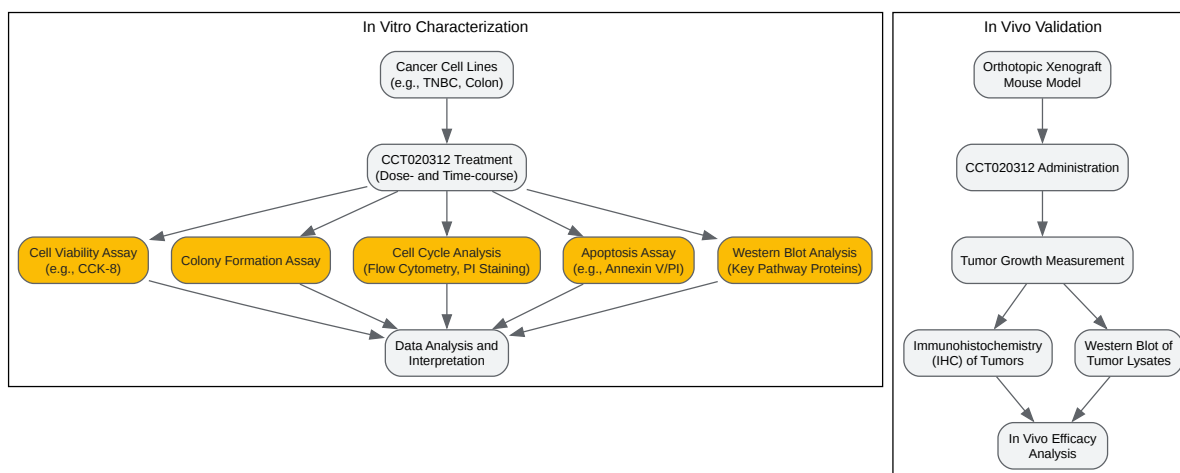 In Vitro Characterization
Cancer Cell Lines
(e.g., TNBC, Colon)
CCT020312 Treatment
(Dose- and Time-course)
Cell Viability Assay
(e.g., CCK-8)
Colony Formation Assay
Cell Cycle Analysis
(Flow Cytometry, PI Staining)
Apoptosis Assay
(e.g., Annexin V/PI)
Western Blot Analysis
(Key Pathway Proteins)
Data Analysis and
Interpretation
In Vivo Validation
Orthotopic Xenograft
Mouse Model
CCT020312 Administration
Tumor Growth Measurement
Immunohistochemistry
(IHC) of Tumors
Western Blot of
Tumor Lysates
In Vivo Efficacy
Analysis